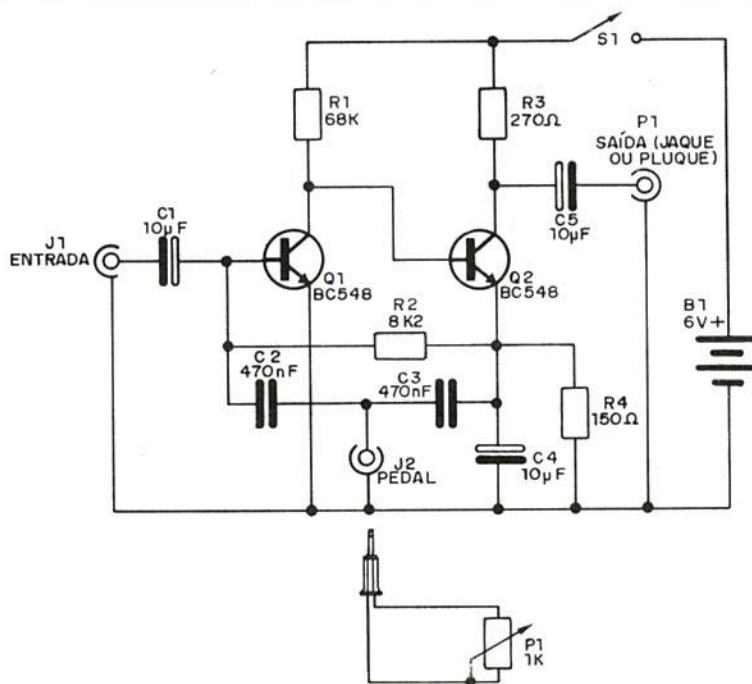 S1
R1
68K
R3
270Ω
P1
SAÍDA (JAQUE
OU PLUQUE)
C1
10µF
C5
10µF
J1
ENTRADA
Q1
BC548
Q2
BC548
R2
8K2
B1
6V+
C2
470nF
C3
470nF
R4
150Ω
J2
PEDAL
C4
10µF
P1
1K